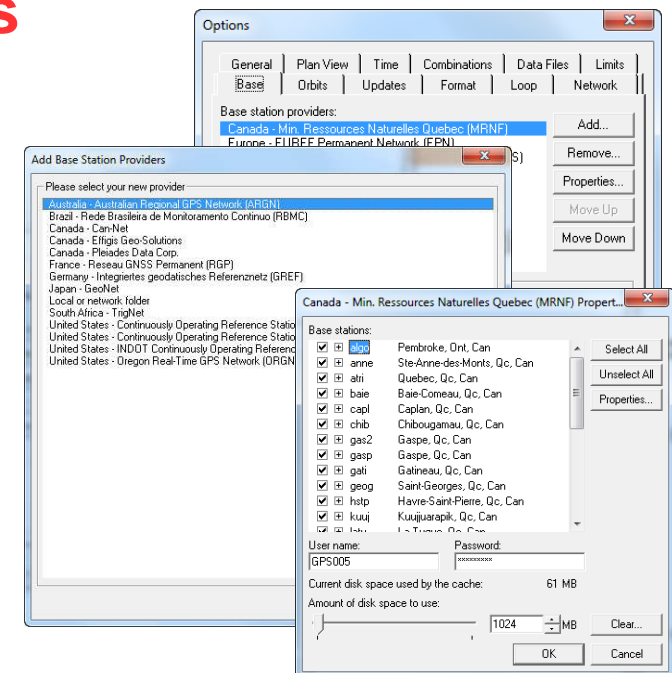 s
Options
General Plan View Time Combinations Data Files Limits
Base Orbits Updates Format Loop Network
Base station providers:
Canada - Min. Ressources Naturelles Quebec (MRNF)
Europe - EUREF Permanent Network (EPN)
S)
Add...
Remove...
Properties...
Move Up
Move Down
Add Base Station Providers
Please select your new provider
Australia - Australian Regional GPS Network (ARGN)
Brazil - Rede Brasileira de Monitoramento Continuo (RBMC)
Canada - Can-Net
Canada - Effigis Geo-Solutions
Canada - Pleiades Data Corp.
France - Reseau GNSS Permanent (RGP)
Germany - Integriertes geodatisches Referenznetz (GREF)
Japan - GeoNet
Local or network folder
South Africa - TrigNet
United States - Continuously Operating Reference Statio
United States - Continuously Operating Reference Statio
United States - INDOT Continuously Operating Referenc
United States - Oregon Real-Time GPS Network (ORGN
Canada - Min. Ressources Naturelles Quebec (MRNF) Propert...
Base stations:
algo Pembroke, Ont, Can
anne Ste-Anne-des-Monts, Qc, Can
atri Quebec, Qc, Can
baie Baie-Comeau, Qc, Can
capl Caplan, Qc, Can
chib Chibougamau, Qc, Can
gas2 Gaspe, Qc, Can
gasp Gaspe, Qc, Can
gati Gatineau, Qc, Can
geog Saint-Georges, Qc, Can
hstp Havre-Saint-Pierre, Qc, Can
kuuj Kuujjuarapik, Qc, Can
latu La Tuque, Qc, Can
Select All
Unselect All
Properties...
User name: Password:
GPS005 xxxxxxxxx
Current disk space used by the cache: 61 MB
Amount of disk space to use:
1024 MB Clear...
OK Cancel